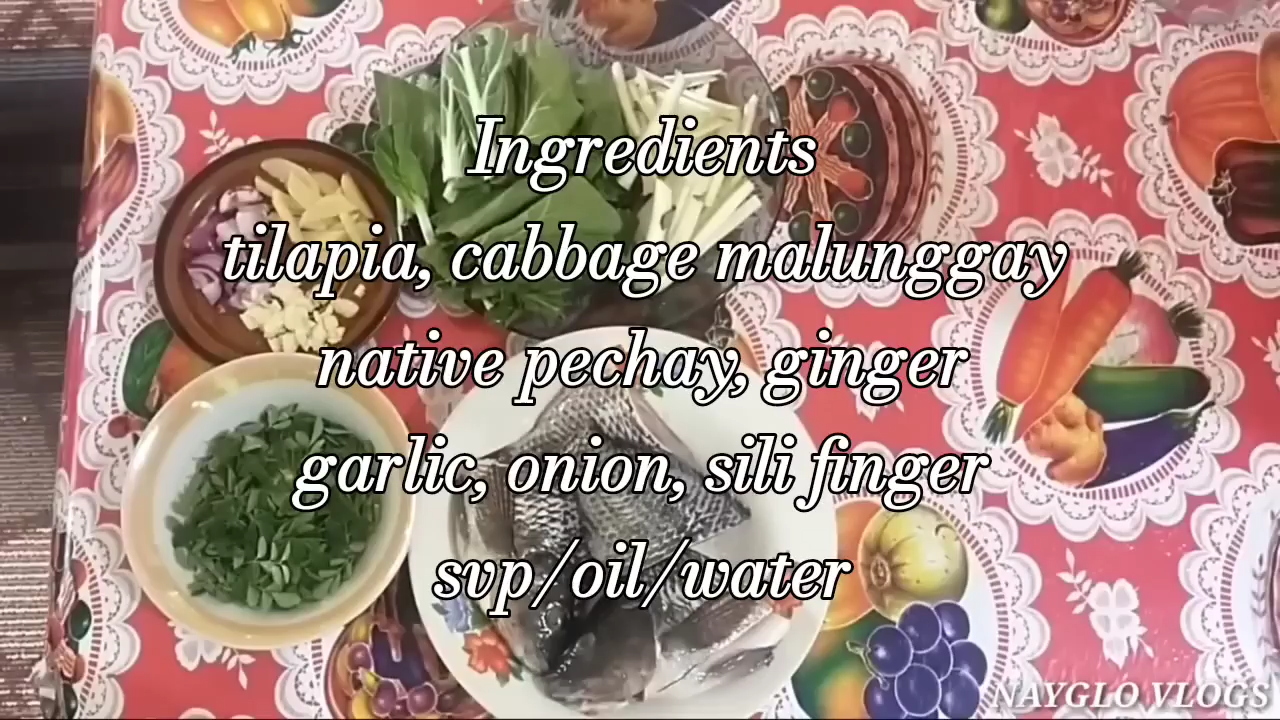 Ingredients
tilapia, cabbage malunggay
native pechay, ginger
garlic, onion, sili finger
svp/oil/water
NAYGLO VLOGS